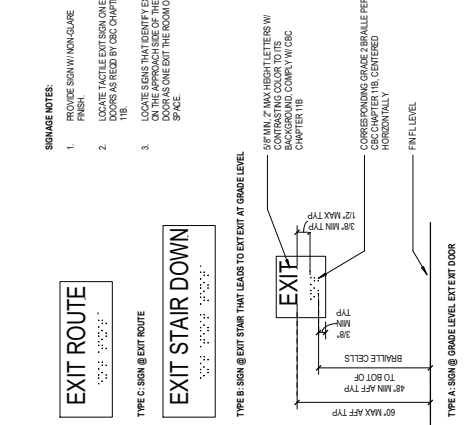 SIGNAGE NOTES:
1. PROVIDE SIGN W/ NON-GLARE
FINISH.
2. LOCATE TACTILE EXIT SIGN ON
DOORS AS REQD BY CBC
11B.
3. LOCATE SIGNS THAT IDENTIFY
ON THE APPROACH SIDE OF THE
DOOR AS ONE EXIT THE ROOM
SPACE.
EXIT ROUTE
TYPE C: SIGN @ EXIT ROUTE
EXIT STAIR DOWN
TYPE B: SIGN @ EXIT STAIR THAT LEADS TO EXT EXIT AT GRADE LEVEL
5/8" MIN, 2" MAX HEIGHT LETTERS W/
CONTRASTING COLOR TO ITS
BACKGROUND, COMPLY W/ CBC
CHAPTER 11B
CORRESPONDING GRADE 2 BRAILLE PER
CBC CHAPTER 11B, CENTERED
HORIZONTALLY
FIN FL LEVEL
EXIT
3/8" MIN TYP
1/2" MAX TYP
3/8"
MIN
TYP
48" MIN AFF TYP
TO BOT OF
BRAILLE CELLS
60" MAX AFF TYP
TYPE A: SIGN @ GRADE LEVEL EXT EXIT DOOR